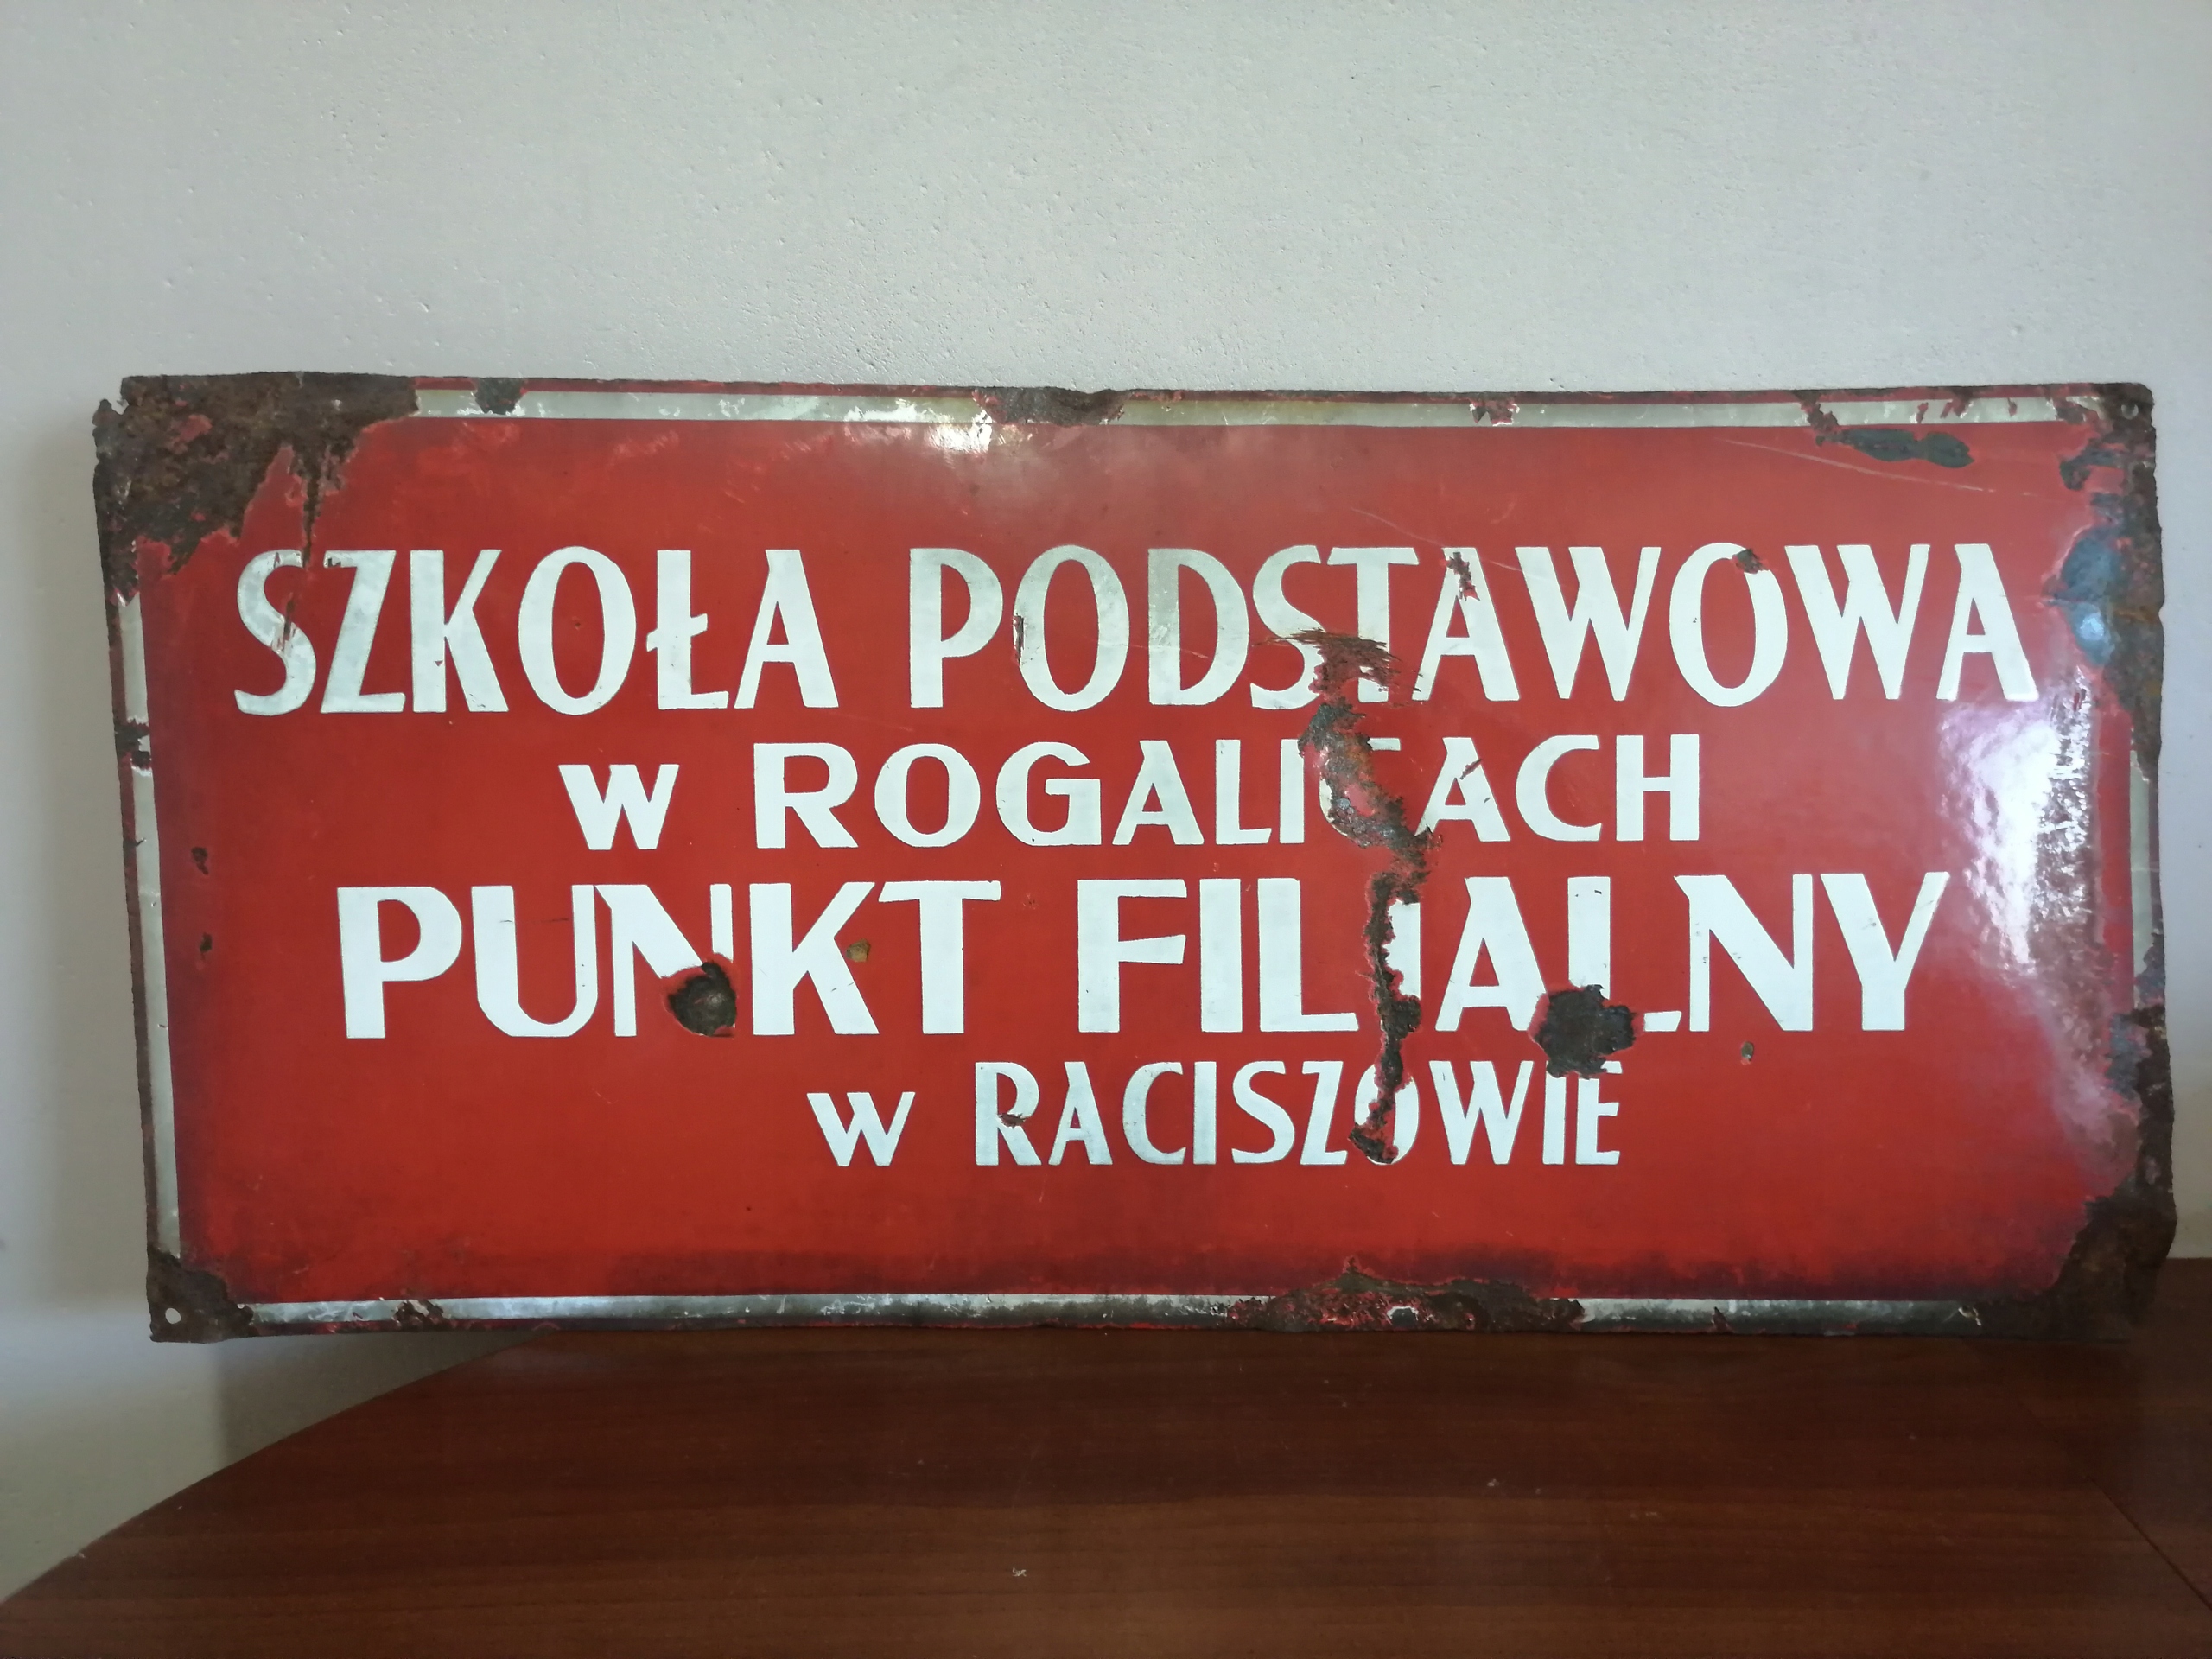 SZKOŁA PODSTAWOWA
w ROGALICACH
PUNKT FILIALNY
w RACISZOWIE